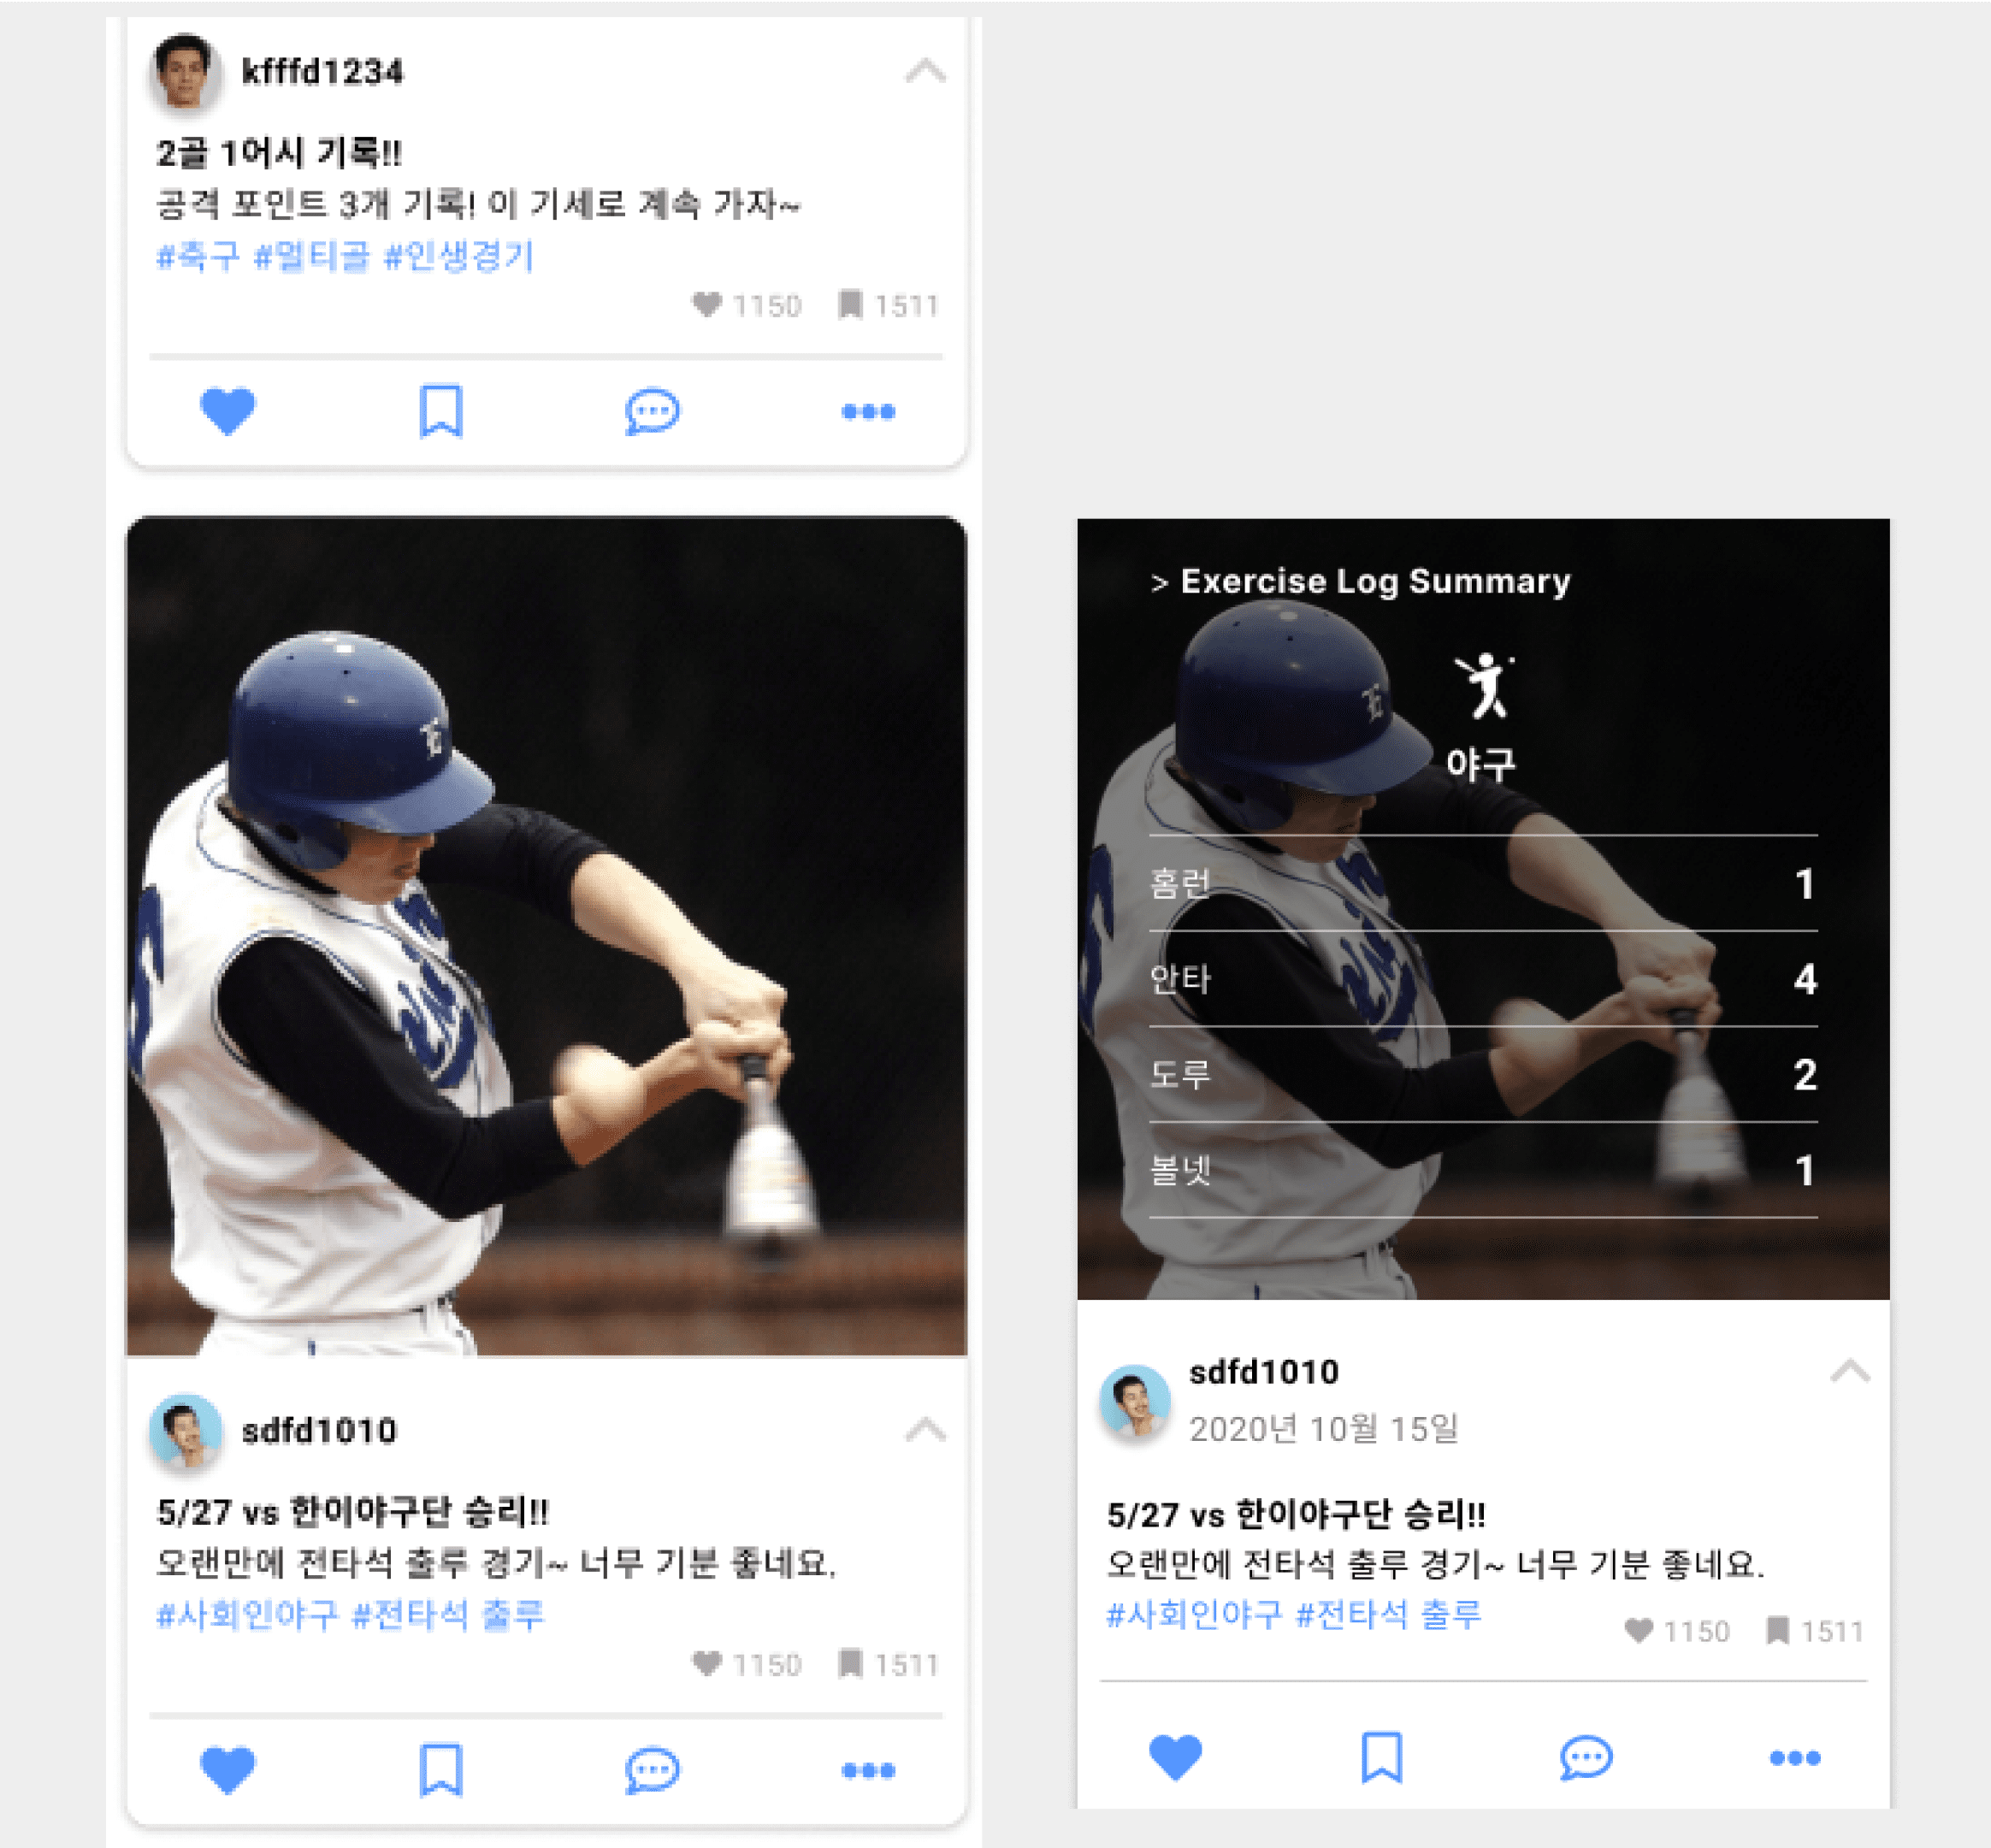 kfffd1234
2골 1어시 기록!!
공격 포인트 3개 기록! 이 기세로 계속 가자~
#축구 #멀티골 #인생경기
1150 1511
E
sdfd1010
5/27 vs 한이야구단 승리!!
오랜만에 전타석 출루 경기~ 너무 기분 좋네요.
#사회인야구 #전타석 출루
1150 1511
> Exercise Log Summary
E
야구
홈런 1
안타 4
도루 2
볼넷 1
sdfd1010
2020년 10월 15일
5/27 vs 한이야구단 승리!!
오랜만에 전타석 출루 경기~ 너무 기분 좋네요.
#사회인야구 #전타석 출루
1150 1511